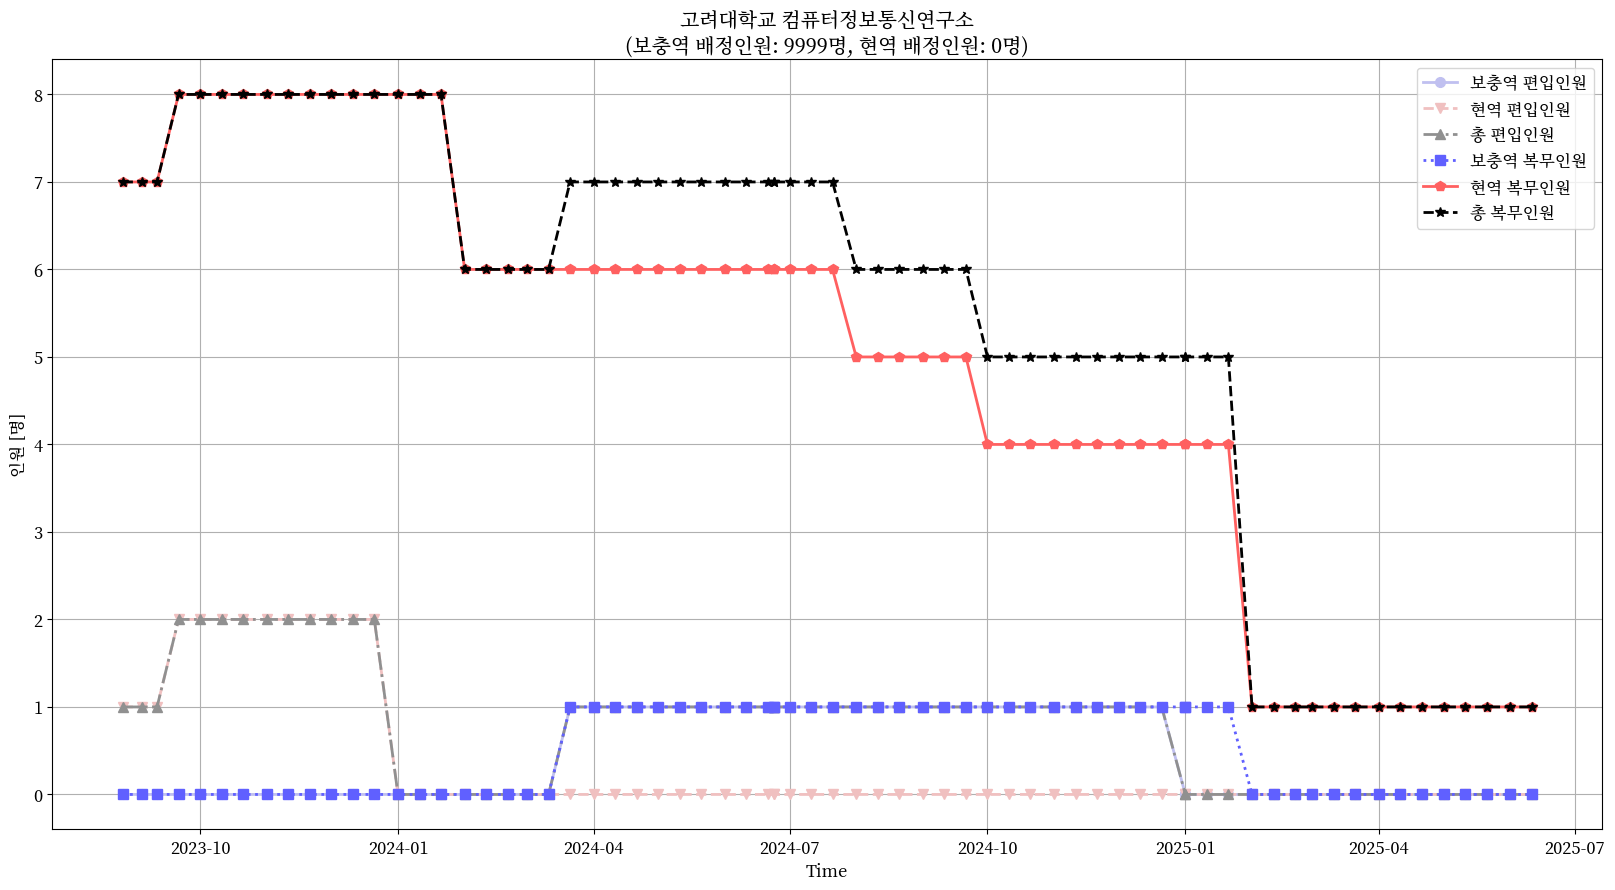 고려대학교 컴퓨터정보통신연구소
(보충역 배정인원: 9999명, 현역 배정인원: 0명)
보충역 편입인원
현역 편입인원
총 편입인원
보충역 복무인원
현역 복무인원
총 복무인원
인원 [명]
8
7
6
5
4
3
2
1
0
2023-10
2024-01
2024-04
2024-07
2024-10
2025-01
2025-04
2025-07
Time